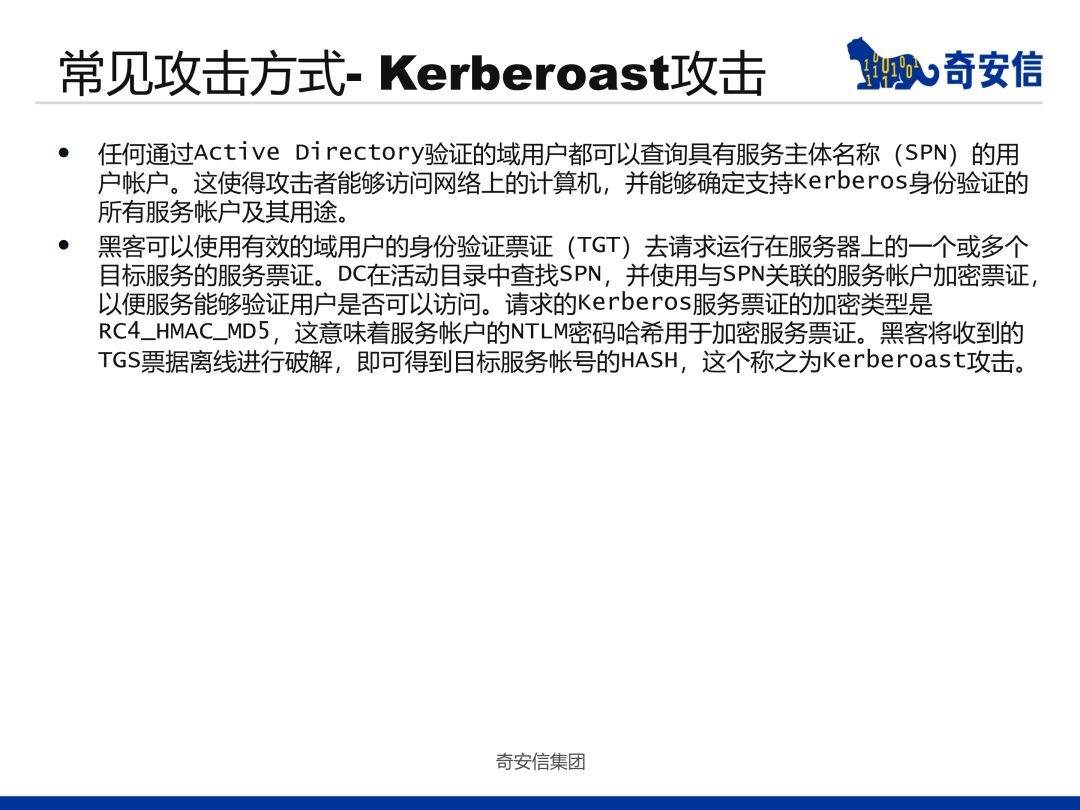 常见攻击方式- Kerberoast攻击
奇安信
• 任何通过Active Directory验证的域用户都可以查询具有服务主体名称（SPN）的用
户帐户。这使得攻击者能够访问网络上的计算机，并能够确定支持Kerberos身份验证的
所有服务帐户及其用途。
• 黑客可以使用有效的域用户的身份验证票证（TGT）去请求运行在服务器上的一个或多个
目标服务的服务票证。DC在活动目录中查找SPN，并使用与SPN关联的服务帐户加密票证，
以便服务能够验证用户是否可以访问。请求的Kerberos服务票证的加密类型是
RC4_HMAC_MD5，这意味着服务帐户的NTLM密码哈希用于加密服务票证。黑客将收到的
TGS票据离线进行破解，即可得到目标服务帐号的HASH，这个称之为Kerberoast攻击。
奇安信集团